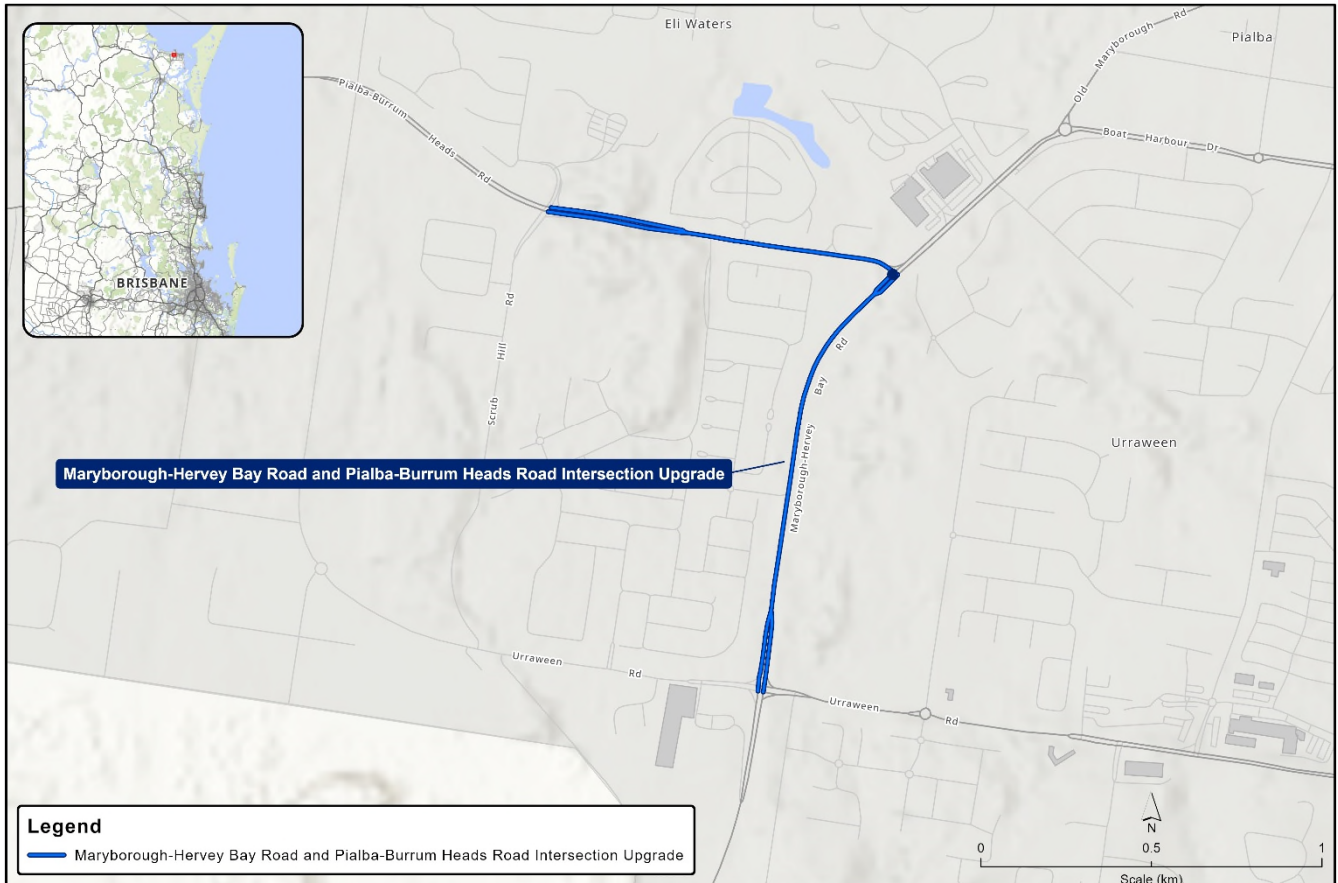 Eli Waters
Pialba
Old Maryborough Rd
Boat Harbour Dr
Pialba-Burrum Heads Rd
BRISBANE
Scrub Hill Rd
Maryborough-Hervey Bay Rd
Urraween
Maryborough-Hervey Bay Road and Pialba-Burrum Heads Road Intersection Upgrade
Urraween Rd
Urraween Rd
Legend
Maryborough-Hervey Bay Road and Pialba-Burrum Heads Road Intersection Upgrade
N
0 0.5 1
Scale (km)